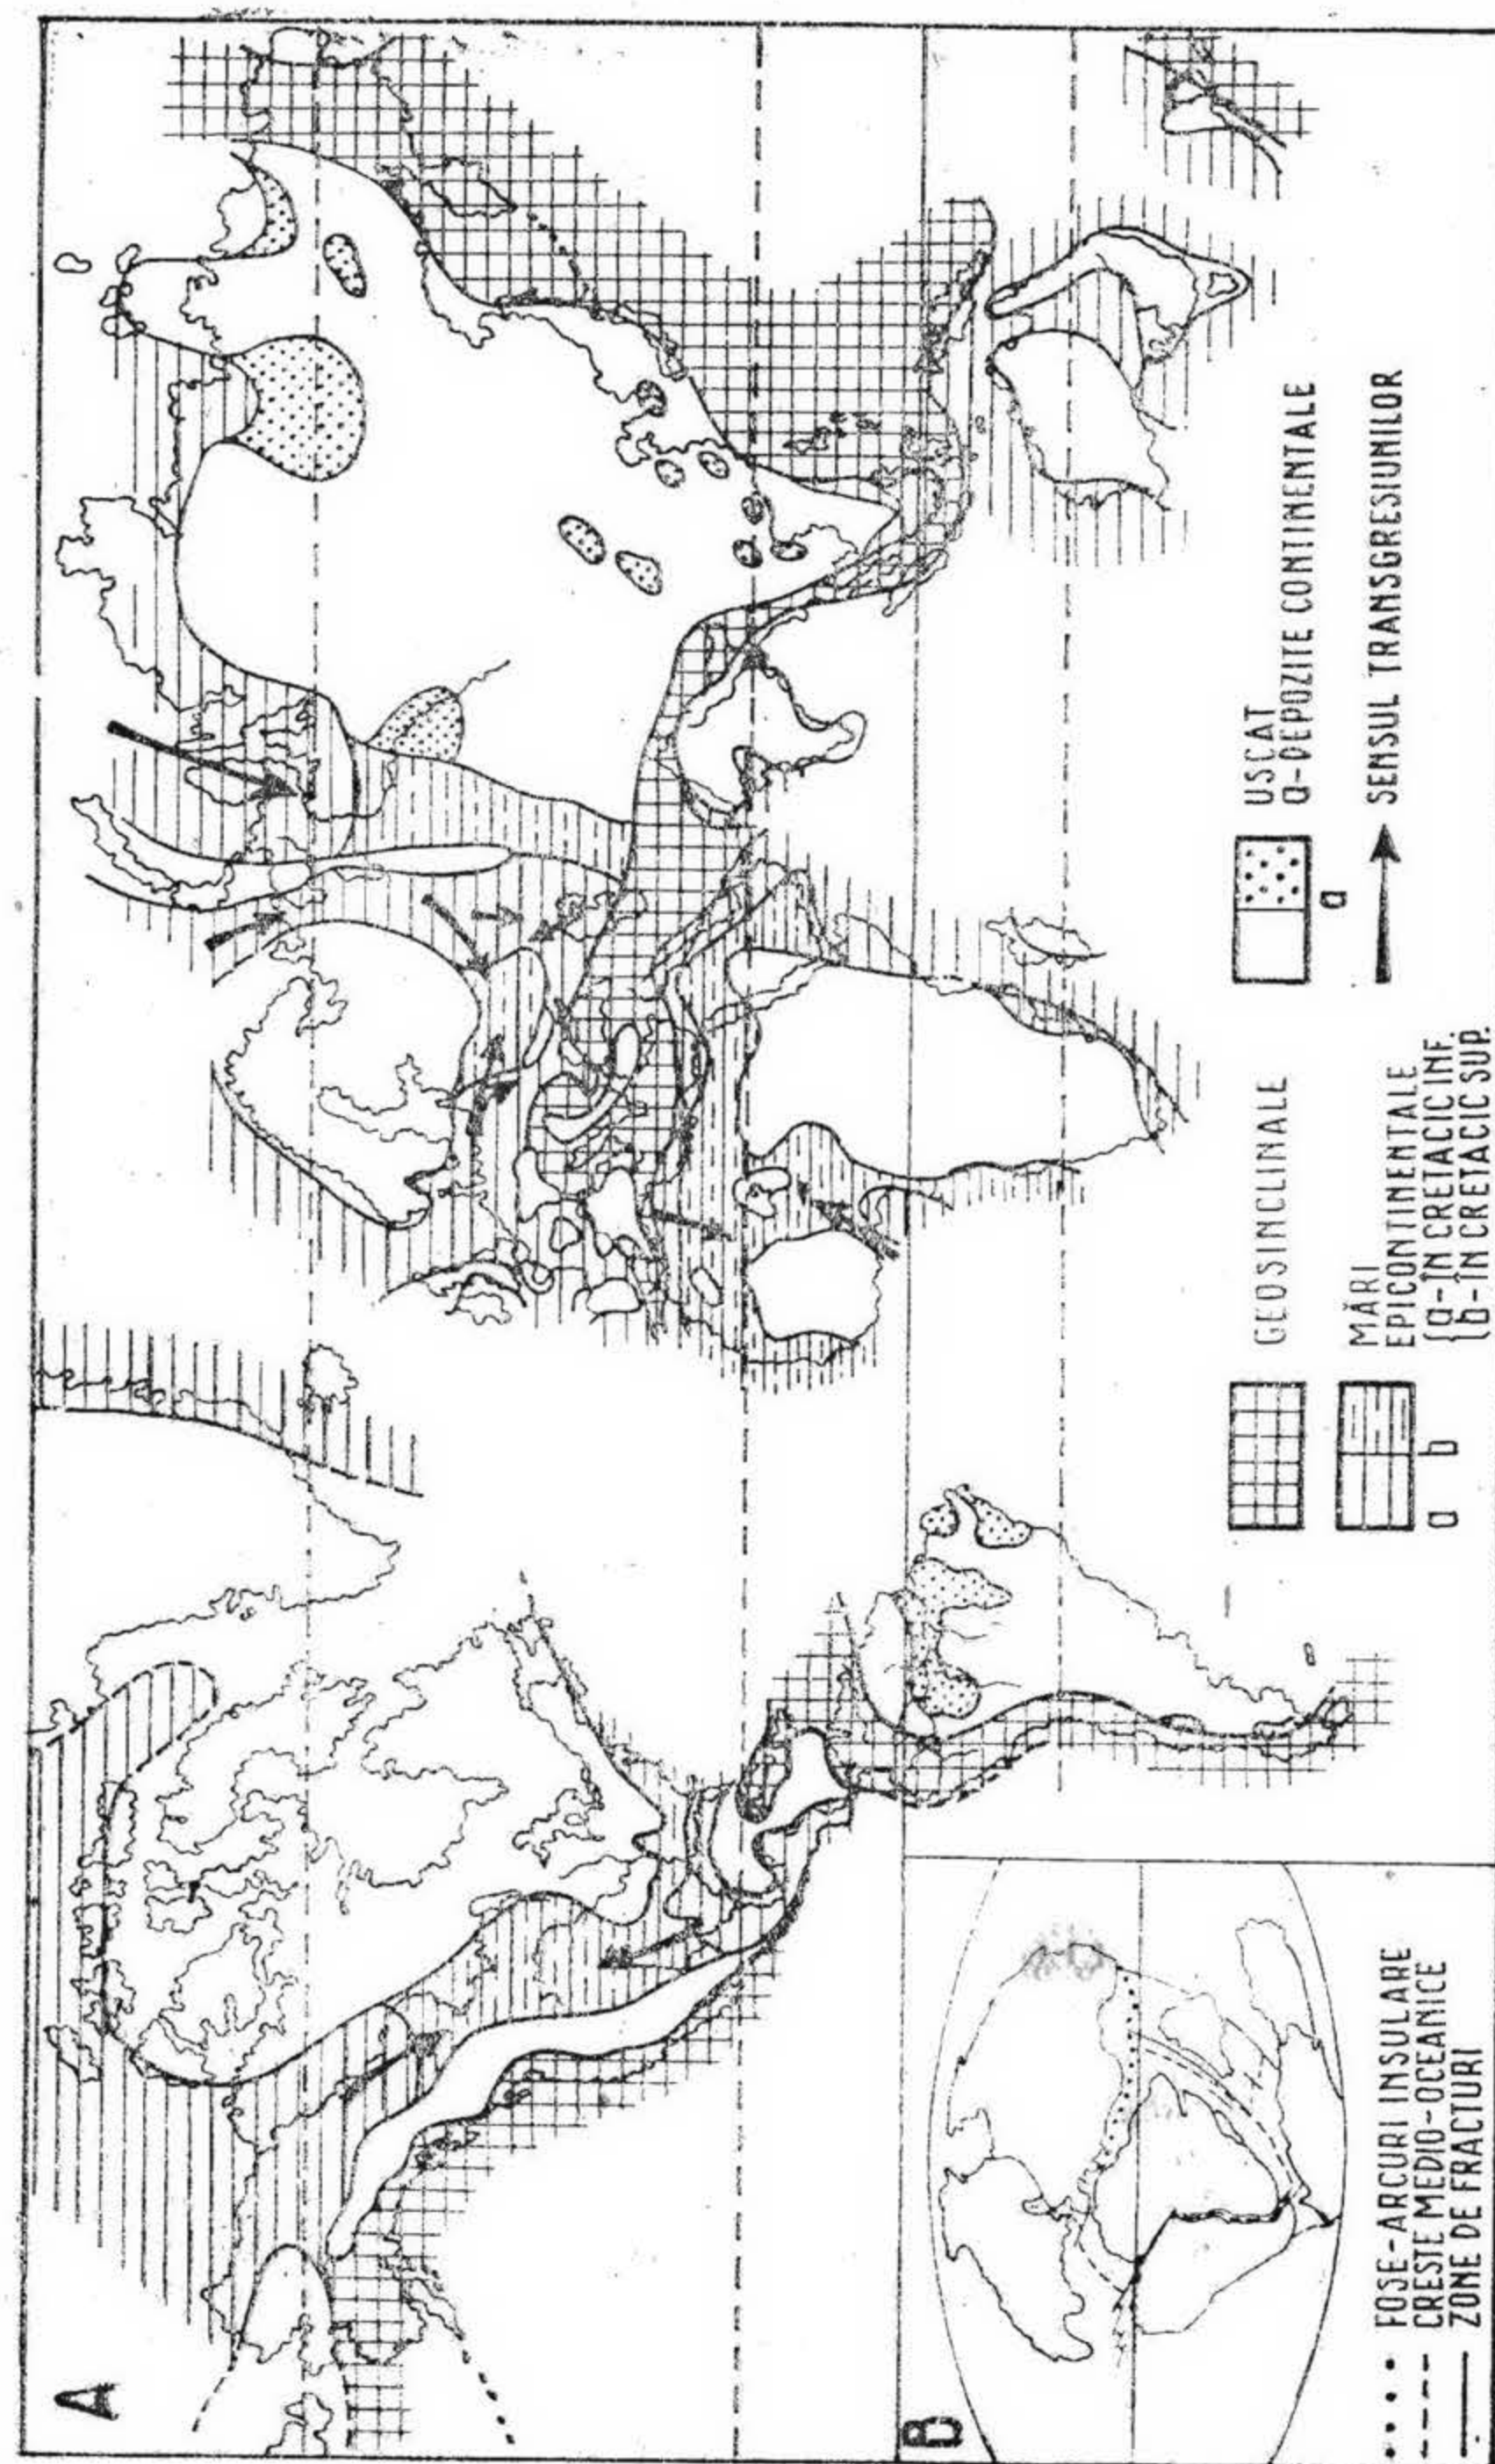 A
B
• • • • FOSE-ARCURI INSULARE
CRESTE MEDIO-OCEANICE
ZONE DE FRACTURI
GEOSINCLINALE
MĂRI
EPICONTINENTALE
a b
{a-ÎN CRETACIC INF.
{b-ÎN CRETACIC SUP.
USCAT
a-DEPOZITE CONTINENTALE
a
SENSUL TRANSGRESIUNILOR